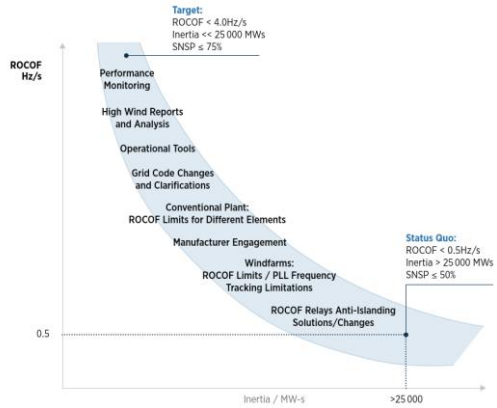 Target:
ROCOF < 4.0Hz/s
Inertia << 25 000 MWs
SNSP ≤ 75%
ROCOF
Hz/s
Performance
Monitoring
High Wind Reports
and Analysis
Operational Tools
Grid Code Changes
and Clarifications
Conventional Plant:
ROCOF Limits for Different Elements
Manufacturer Engagement
Windfarms:
ROCOF Limits / PLL Frequency
Tracking Limitations
Status Quo:
ROCOF < 0.5Hz/s
Inertia > 25 000 MWs
SNSP ≤ 50%
ROCOF Relays Anti-Islanding
Solutions/Changes
0.5
Inertia / MW-s
>25 000